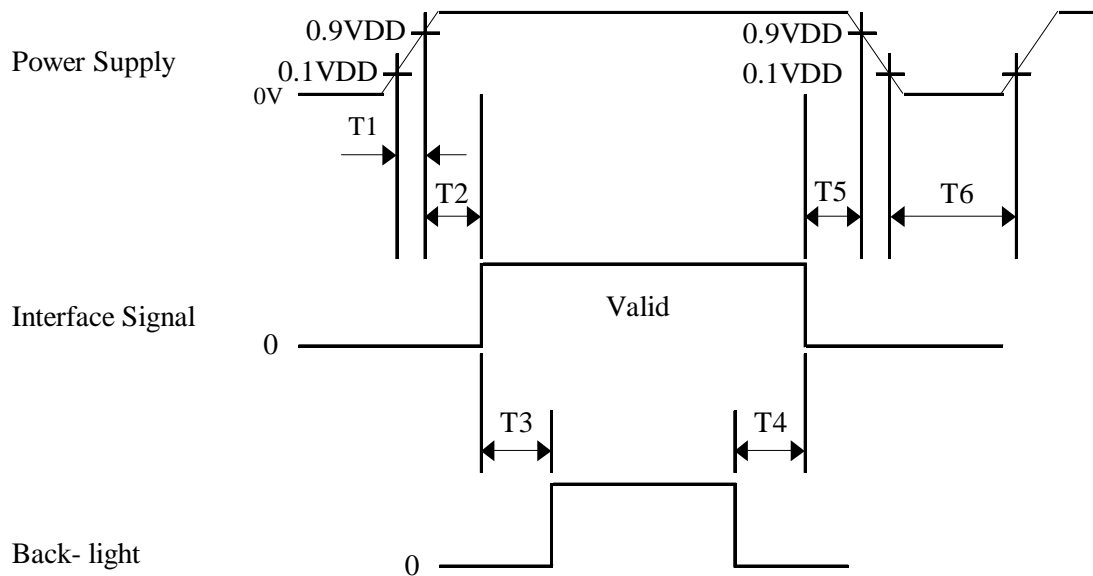 0.9VDD
0.9VDD
Power Supply
0.1VDD
0.1VDD
0V
T1
T2
T5
T6
Interface Signal
Valid
0
T3
T4
Back- light
0